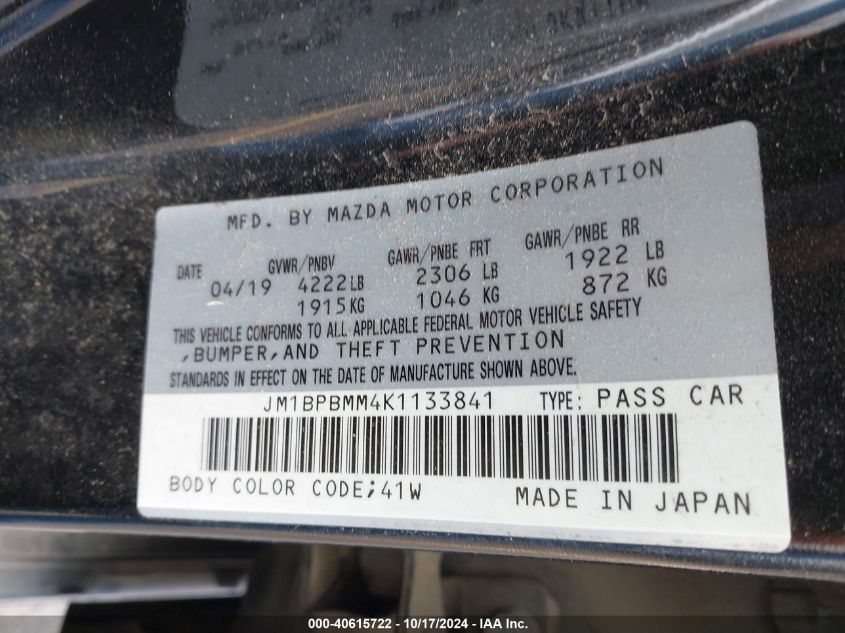 MFD. BY MAZDA MOTOR CORPORATION
DATE GVWR/PNBV GAWR/PNBE FRT GAWR/PNBE RR
04/19 4222LB 2306 LB 1922 LB
1915KG 1046 KG 872 KG
THIS VEHICLE CONFORMS TO ALL APPLICABLE FEDERAL MOTOR VEHICLE SAFETY
,BUMPER,AND THEFT PREVENTION
STANDARDS IN EFFECT ON THE DATE OF MANUFACTURE SHOWN ABOVE.
JM1BPBMM4K1133841 TYPE: PASS CAR
BODY COLOR CODE;41W MADE IN JAPAN
000-40615722 - 10/17/2024 - IAA Inc.